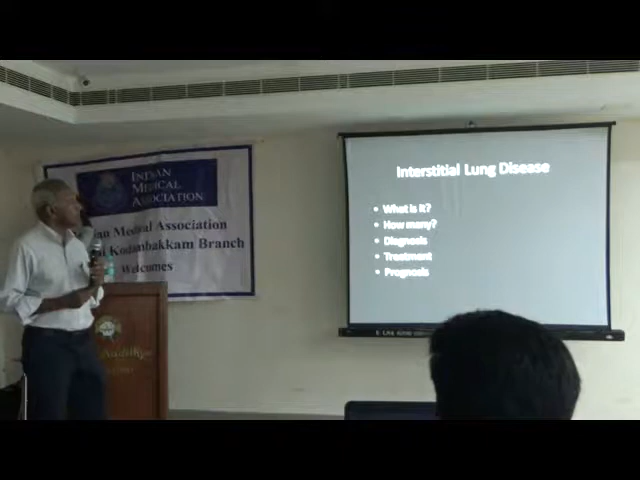 INDIAN
MEDICAL
ASSOCIATION
Medical Association
Kodambakkam Branch
Welcomes
Interstitial Lung Disease
• What is it?
• How many?
• Diagnosis
• Treatment
• Prognosis